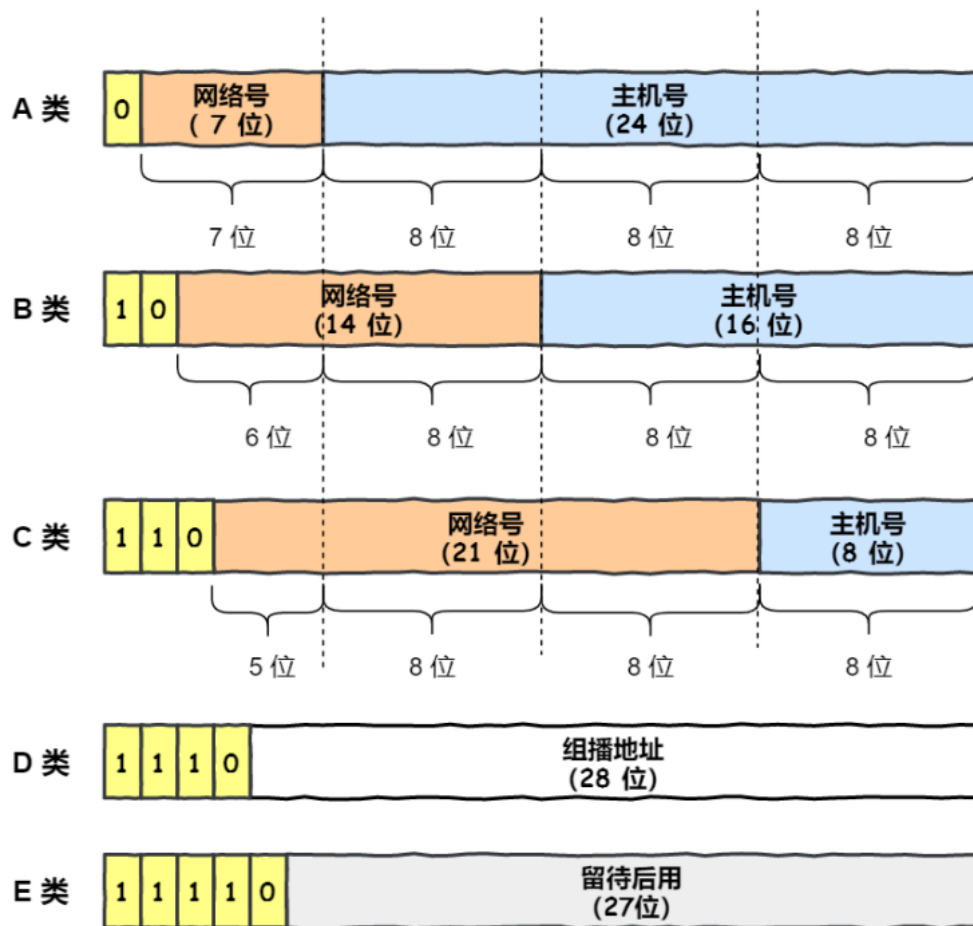 A 类
0
网络号
( 7 位)
主机号
(24 位)
7 位
8 位
8 位
8 位
B 类
1 0
网络号
(14 位)
主机号
(16 位)
6 位
8 位
8 位
8 位
C 类
1 1 0
网络号
(21 位)
主机号
(8 位)
5 位
8 位
8 位
8 位
D 类
1 1 1 0
组播地址
(28 位)
E 类
1 1 1 1 0
留待后用
(27位)